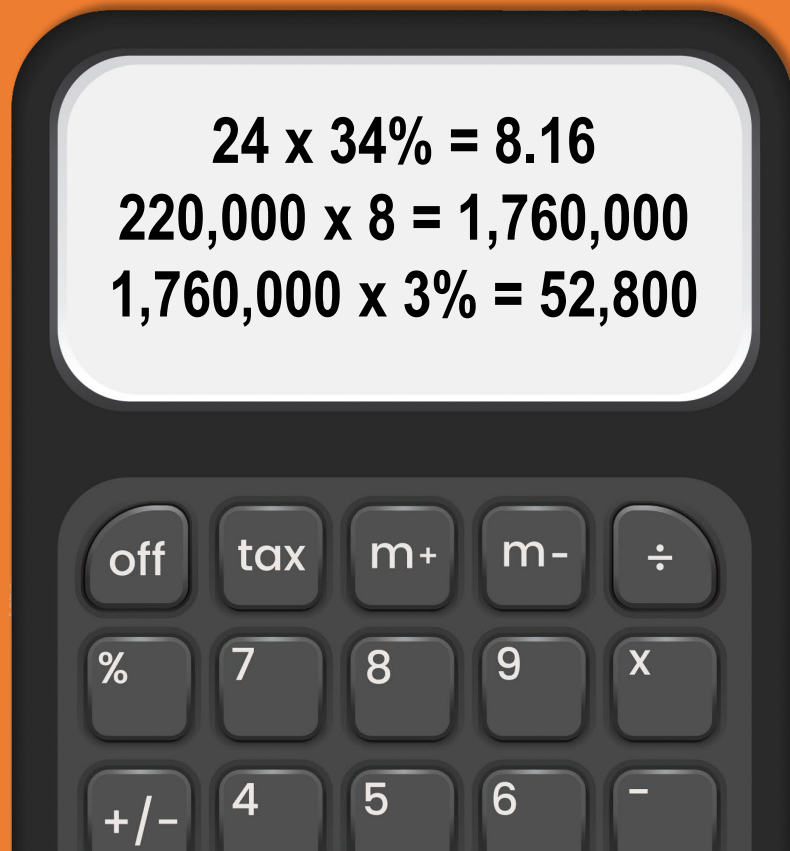 24 x 34% = 8.16
220,000 x 8 = 1,760,000
1,760,000 x 3% = 52,800
off tax m+ m- ÷
% 7 8 9 x
+/- 4 5 6 -